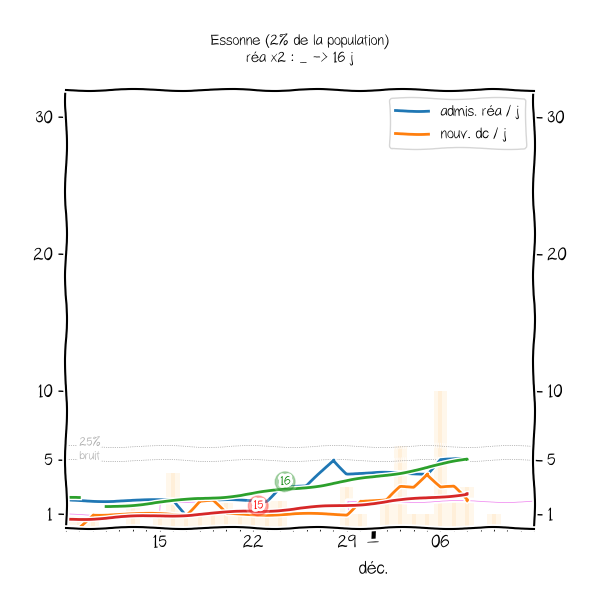 Essonne (2% de la population)
réa x2 : _ -> 16 j
admis. réa / j
nouv. dc / j
30
30
20
20
10
10
25%
bruit
5
5
16
15
1
1
15
22
29
06
déc.